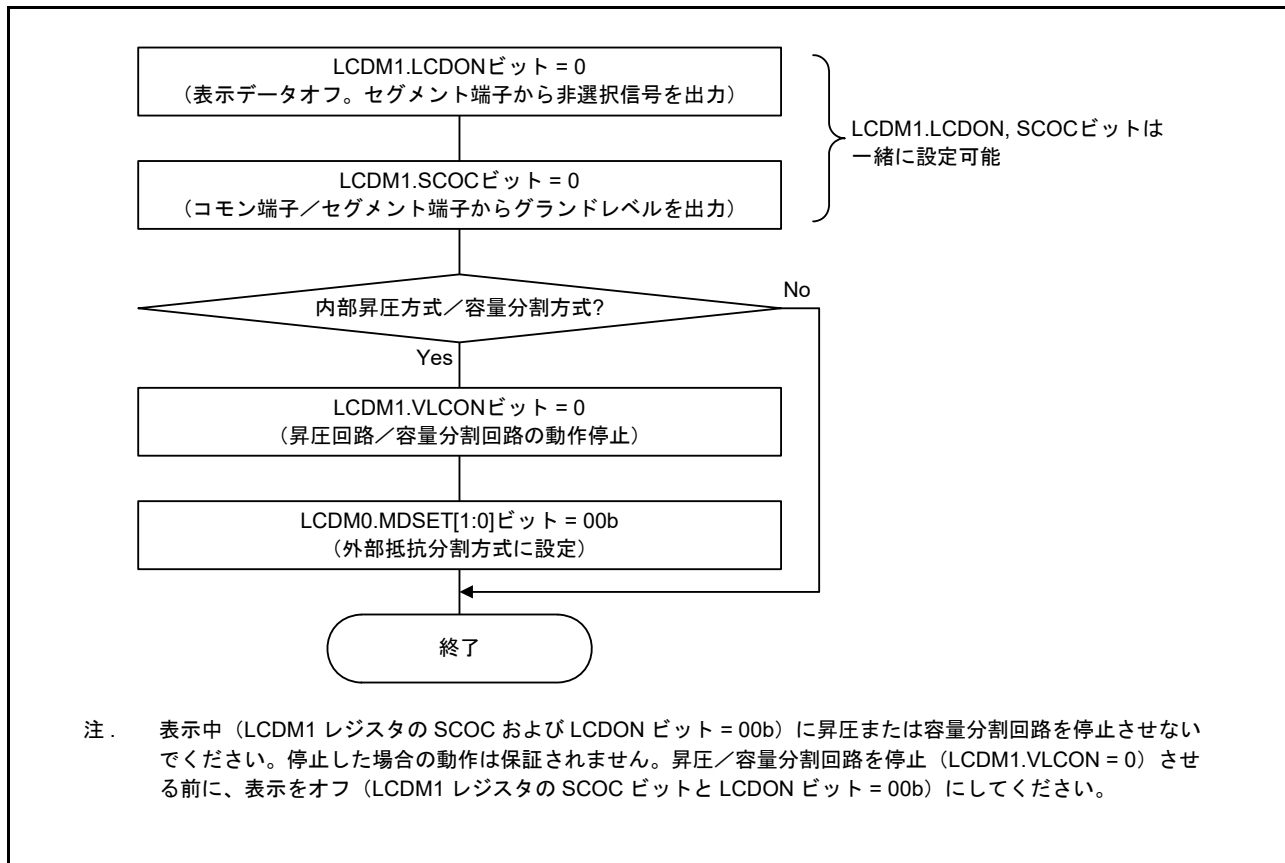 LCDM1.LCDONビット = 0
（表示データオフ。セグメント端子から非選択信号を出力）
LCDM1.LCDON, SCOCビットは
一緒に設定可能
LCDM1.SCOCビット = 0
（コモン端子／セグメント端子からグランドレベルを出力）
内部昇圧方式／容量分割方式?
No
Yes
LCDM1.VLCONビット = 0
（昇圧回路／容量分割回路の動作停止）
LCDM0.MDSET[1:0]ビット = 00b
（外部抵抗分割方式に設定）
終了
注 . 表示中（LCDM1 レジスタの SCOC および LCDON ビット = 00b）に昇圧または容量分割回路を停止させない
でください。停止した場合の動作は保証されません。昇圧／容量分割回路を停止（LCDM1.VLCON = 0）させ
る前に、表示をオフ（LCDM1 レジスタの SCOC ビットと LCDON ビット = 00b）にしてください。